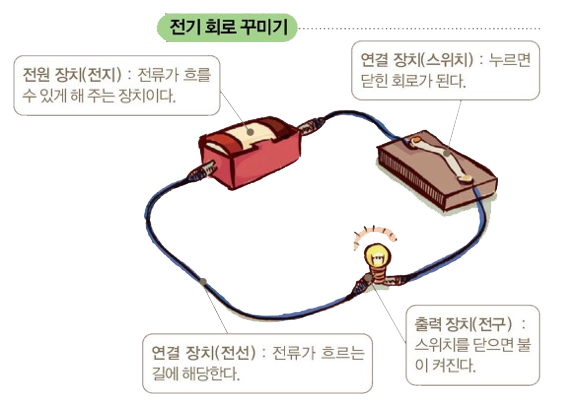 전기 회로 꾸미기
전원 장치(전지) : 전류가 흐를
수 있게 해 주는 장치이다.
연결 장치(스위치) : 누르면
닫힌 회로가 된다.
연결 장치(전선) : 전류가 흐르는
길에 해당한다.
출력 장치(전구) :
스위치를 닫으면 불
이 켜진다.